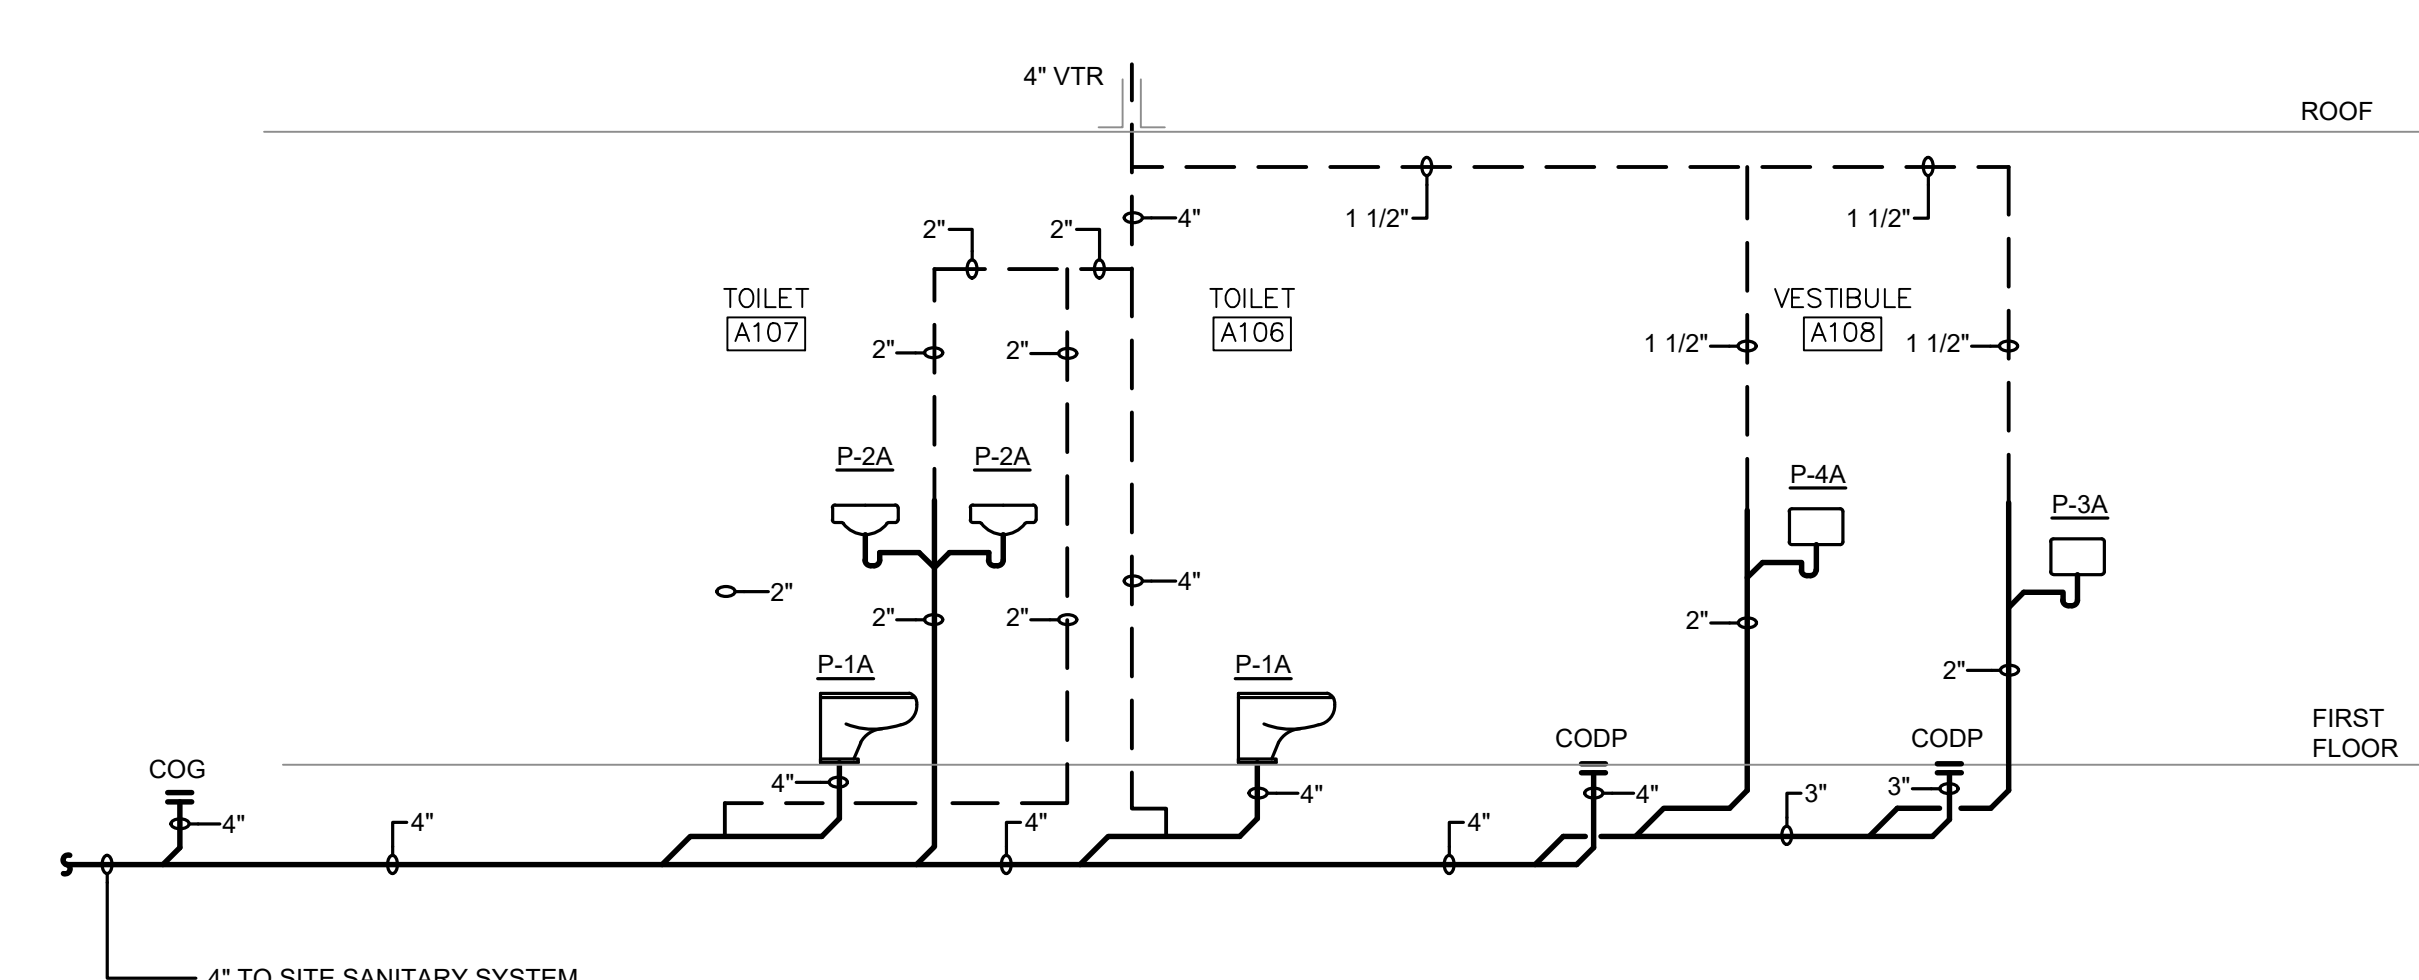 4" VTR
ROOF
2"
2"
4"
1 1/2"
1 1/2"
TOILET
A107
TOILET
A106
VESTIBULE
A108
2"
2"
1 1/2"
1 1/2"
P-2A
P-2A
P-4A
P-3A
2"
4"
2"
2"
2"
2"
P-1A
P-1A
FIRST
FLOOR
CODP
CODP
COG
4"
4"
4"
3"
3"
4"
4"
4"
4"
4" TO SITE SANITARY SYSTEM